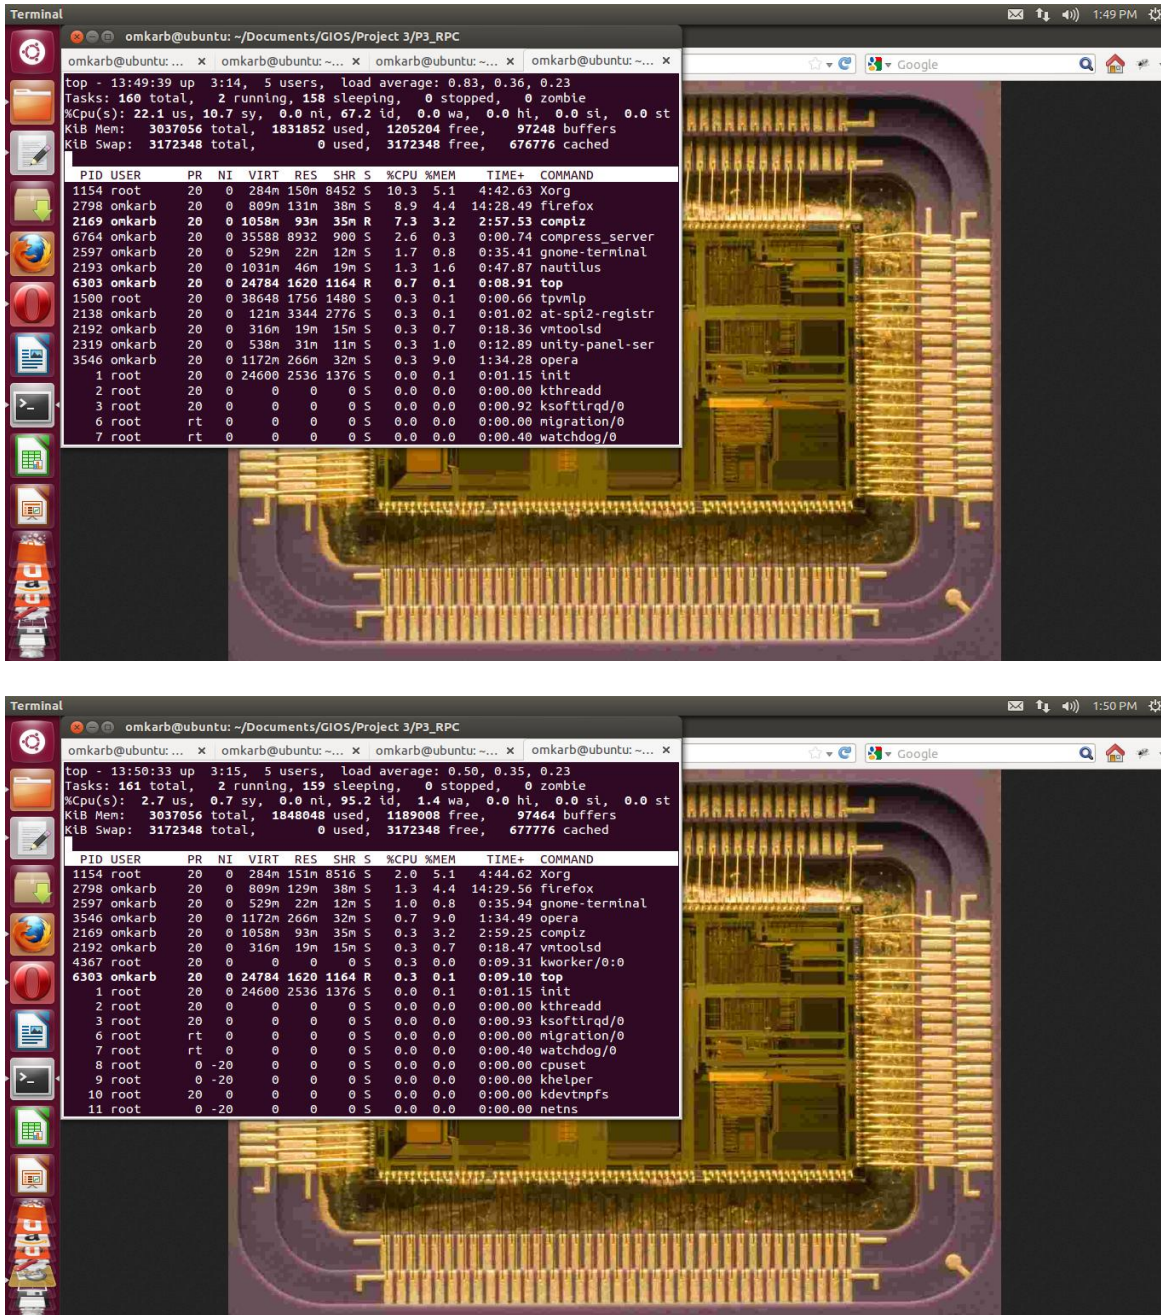 Terminal 1:49 PM
omkarb@ubuntu: ~/Documents/GIOS/Project 3/P3_RPC
omkarb@ubuntu: ... × omkarb@ubuntu: ~... × omkarb@ubuntu: ~... × omkarb@ubuntu: ~... ×
Google
top - 13:49:39 up 3:14, 5 users, load average: 0.83, 0.36, 0.23
Tasks: 160 total, 2 running, 158 sleeping, 0 stopped, 0 zombie
%Cpu(s): 22.1 us, 10.7 sy, 0.0 ni, 67.2 id, 0.0 wa, 0.0 hi, 0.0 si, 0.0 st
KiB Mem: 3037056 total, 1831852 used, 1205204 free, 97248 buffers
KiB Swap: 3172348 total, 0 used, 3172348 free, 676776 cached
PID USER PR NI VIRT RES SHR S %CPU %MEM TIME+ COMMAND
1154 root 20 0 284m 150m 8452 S 10.3 5.1 4:42.63 Xorg
2798 omkarb 20 0 809m 131m 38m S 8.9 4.4 14:28.49 firefox
2169 omkarb 20 0 1058m 93m 35m R 7.3 3.2 2:57.53 compiz
6764 omkarb 20 0 35588 8932 900 S 2.6 0.3 0:00.74 compress_server
2597 omkarb 20 0 529m 22m 12m S 1.7 0.8 0:35.41 gnome-terminal
2193 omkarb 20 0 1031m 46m 19m S 1.3 1.6 0:47.87 nautilus
6303 omkarb 20 0 24784 1620 1164 R 0.7 0.1 0:08.91 top
1500 root 20 0 38648 1756 1480 S 0.3 0.1 0:00.66 tpvmlp
2138 omkarb 20 0 121m 3344 2776 S 0.3 0.1 0:01.02 at-spi2-registr
2192 omkarb 20 0 316m 19m 15m S 0.3 0.7 0:18.36 vmtoolsd
2319 omkarb 20 0 538m 31m 11m S 0.3 1.0 0:12.89 unity-panel-ser
3546 omkarb 20 0 1172m 266m 32m S 0.3 9.0 1:34.28 opera
1 root 20 0 24600 2536 1376 S 0.0 0.1 0:01.15 init
2 root 20 0 0 0 0 S 0.0 0.0 0:00.00 kthreadd
3 root 20 0 0 0 0 S 0.0 0.0 0:00.92 ksoftirqd/0
6 root rt 0 0 0 0 S 0.0 0.0 0:00.00 migration/0
7 root rt 0 0 0 0 S 0.0 0.0 0:00.40 watchdog/0
Terminal 1:50 PM
omkarb@ubuntu: ~/Documents/GIOS/Project 3/P3_RPC
omkarb@ubuntu: ... × omkarb@ubuntu: ~... × omkarb@ubuntu: ~... × omkarb@ubuntu: ~... ×
Google
top - 13:50:33 up 3:15, 5 users, load average: 0.50, 0.35, 0.23
Tasks: 161 total, 2 running, 159 sleeping, 0 stopped, 0 zombie
%Cpu(s): 2.7 us, 0.7 sy, 0.0 ni, 95.2 id, 1.4 wa, 0.0 hi, 0.0 si, 0.0 st
KiB Mem: 3037056 total, 1848048 used, 1189008 free, 97464 buffers
KiB Swap: 3172348 total, 0 used, 3172348 free, 677776 cached
PID USER PR NI VIRT RES SHR S %CPU %MEM TIME+ COMMAND
1154 root 20 0 284m 151m 8516 S 2.0 5.1 4:44.62 Xorg
2798 omkarb 20 0 809m 129m 38m S 1.3 4.4 14:29.56 firefox
2597 omkarb 20 0 529m 22m 12m S 1.0 0.8 0:35.94 gnome-terminal
3546 omkarb 20 0 1172m 266m 32m S 0.7 9.0 1:34.49 opera
2169 omkarb 20 0 1058m 93m 35m S 0.3 3.2 2:59.25 compiz
2192 omkarb 20 0 316m 19m 15m S 0.3 0.7 0:18.47 vmtoolsd
4367 root 20 0 0 0 0 S 0.3 0.0 0:09.31 kworker/0:0
6303 omkarb 20 0 24784 1620 1164 R 0.3 0.1 0:09.10 top
1 root 20 0 24600 2536 1376 S 0.0 0.1 0:01.15 init
2 root 20 0 0 0 0 S 0.0 0.0 0:00.00 kthreadd
3 root 20 0 0 0 0 S 0.0 0.0 0:00.93 ksoftirqd/0
6 root rt 0 0 0 0 S 0.0 0.0 0:00.00 migration/0
7 root rt 0 0 0 0 S 0.0 0.0 0:00.40 watchdog/0
8 root 0 -20 0 0 0 S 0.0 0.0 0:00.00 cpuset
9 root 0 -20 0 0 0 S 0.0 0.0 0:00.00 khelper
10 root 20 0 0 0 0 S 0.0 0.0 0:00.00 kdevtmpfs
11 root 0 -20 0 0 0 S 0.0 0.0 0:00.00 netns